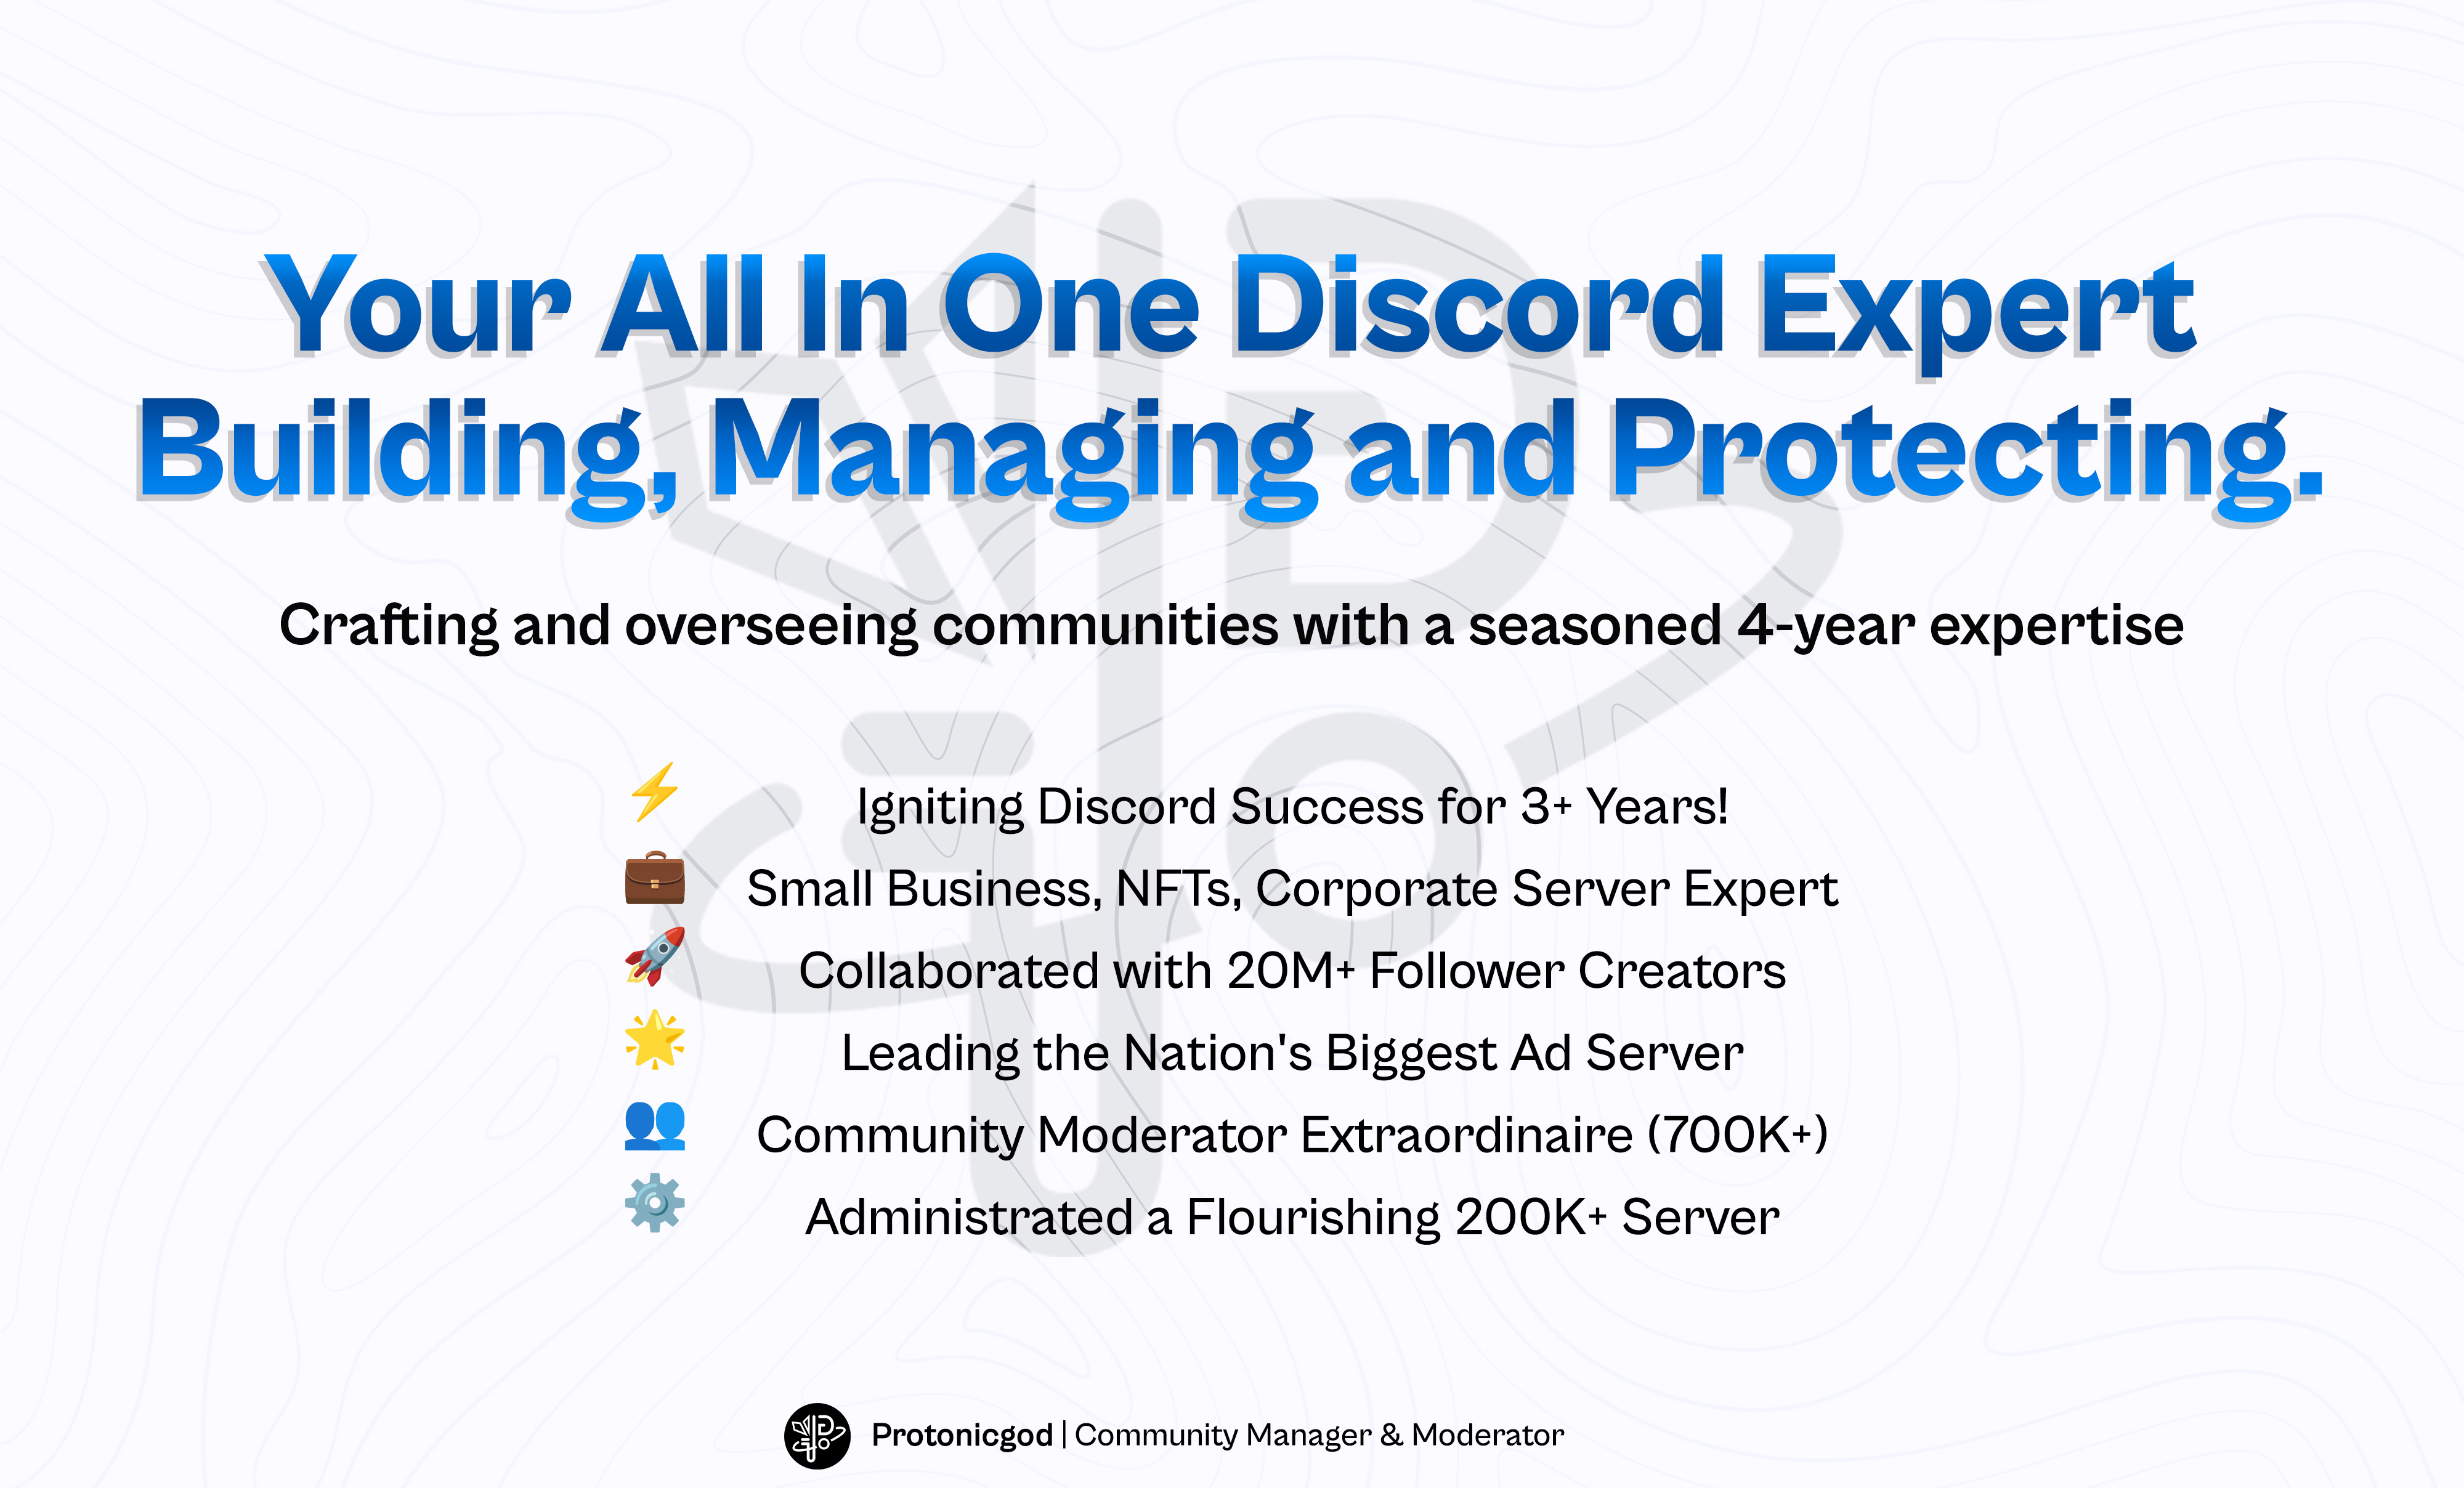 Your All In One Discord Expert
Building, Managing and Protecting.
Crafting and overseeing communities with a seasoned 4-year expertise
⚡ Igniting Discord Success for 3+ Years!
💼 Small Business, NFTs, Corporate Server Expert
🚀 Collaborated with 20M+ Follower Creators
🌟 Leading the Nation's Biggest Ad Server
👥 Community Moderator Extraordinaire (700K+)
⚙️ Administrated a Flourishing 200K+ Server
Protonicgod | Community Manager & Moderator